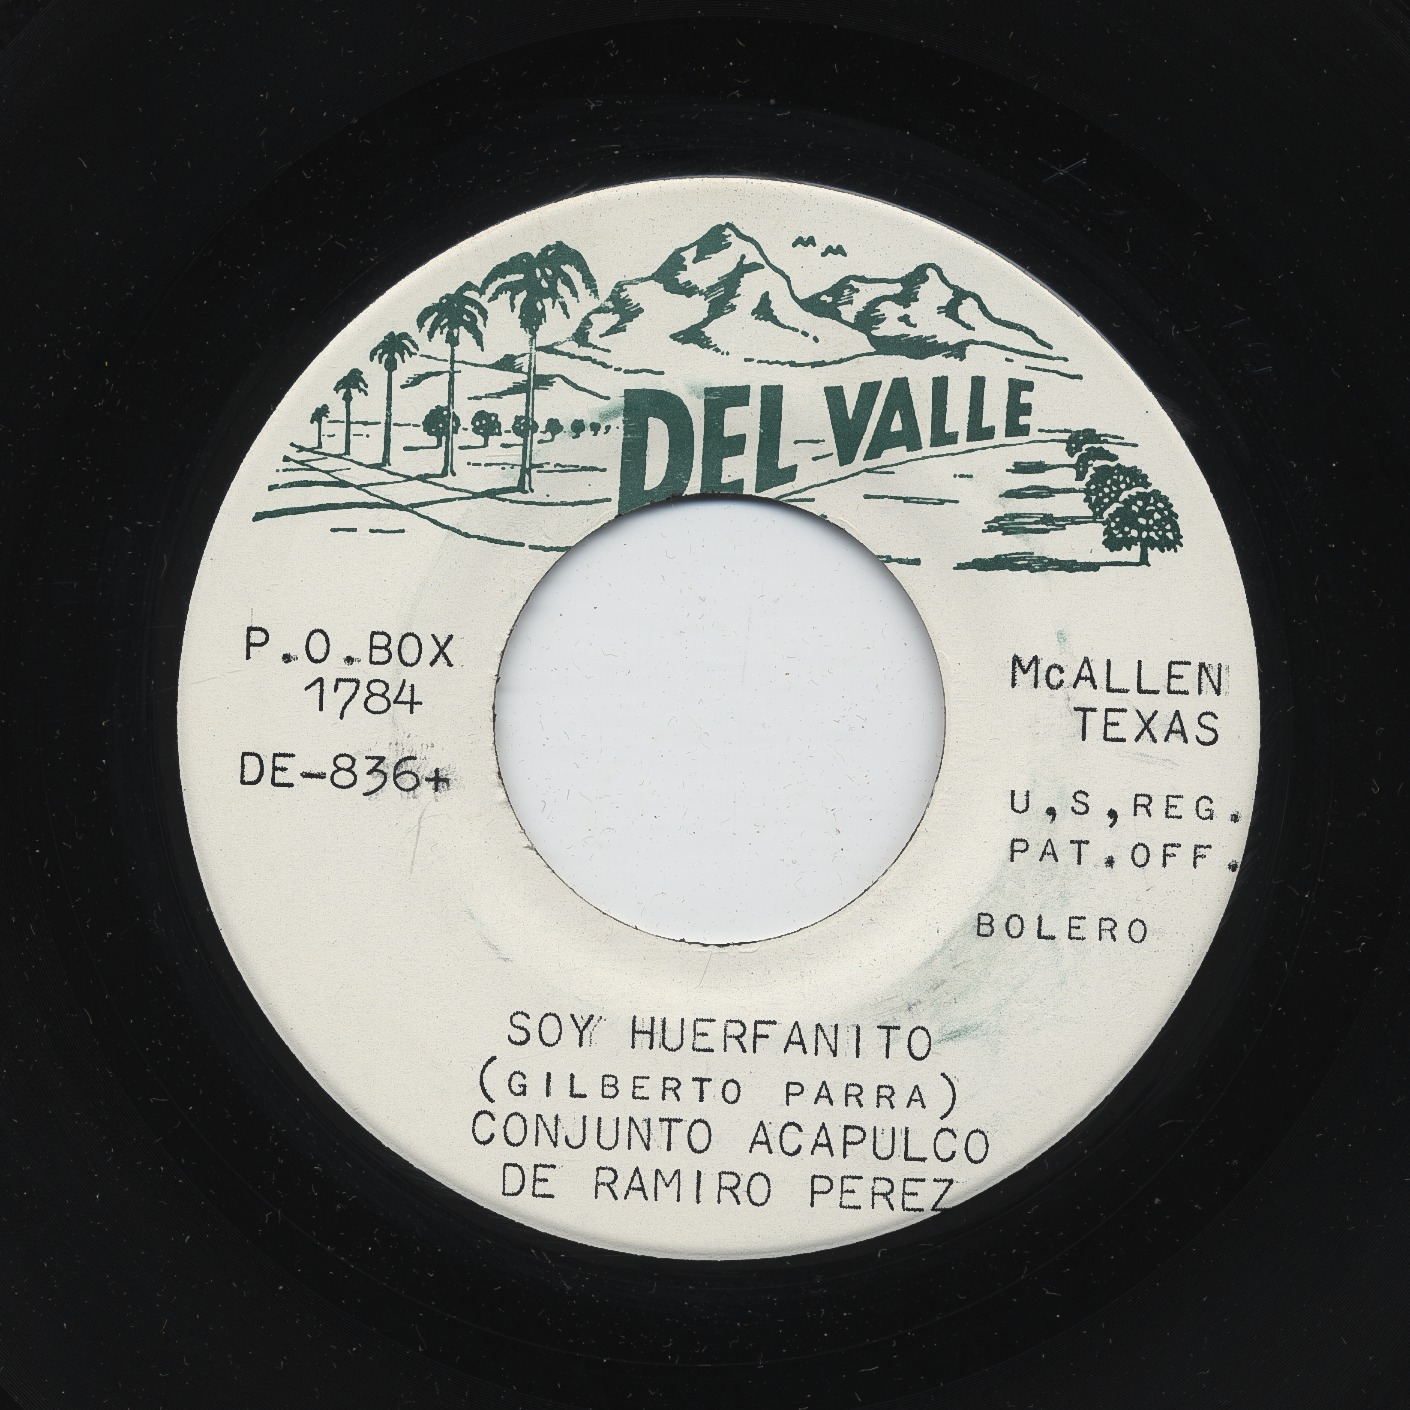 DEL VALLE
P.O.BOX
1784
DE-836+
McALLEN
TEXAS
U,S,REG.
PAT.OFF.
BOLERO
SOY HUERFANITO
(GILBERTO PARRA)
CONJUNTO ACAPULCO
DE RAMIRO PEREZ